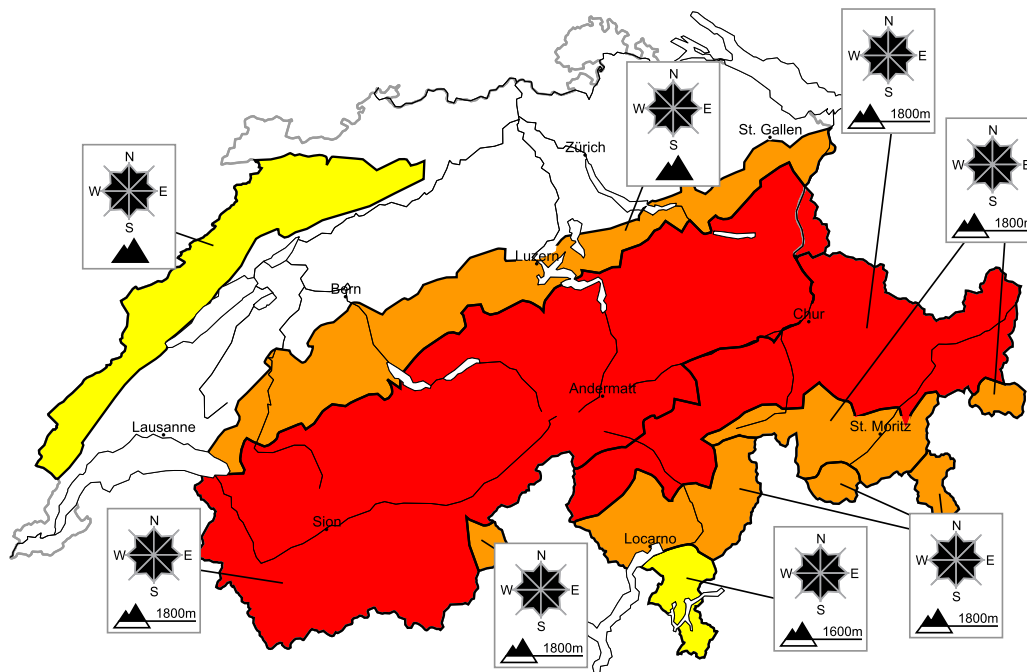 N
W E
S
1800m
N
W E
S
St. Gallen
N
W E
S
1800m
Zürich
N
W E
S
Luzern
Bern
Chur
Andermatt
Lausanne
St. Moritz
Sion
Locarno
N
W E
S
1800m
N
W E
S
1800m
N
W E
S
1600m
N
W E
S
1800m